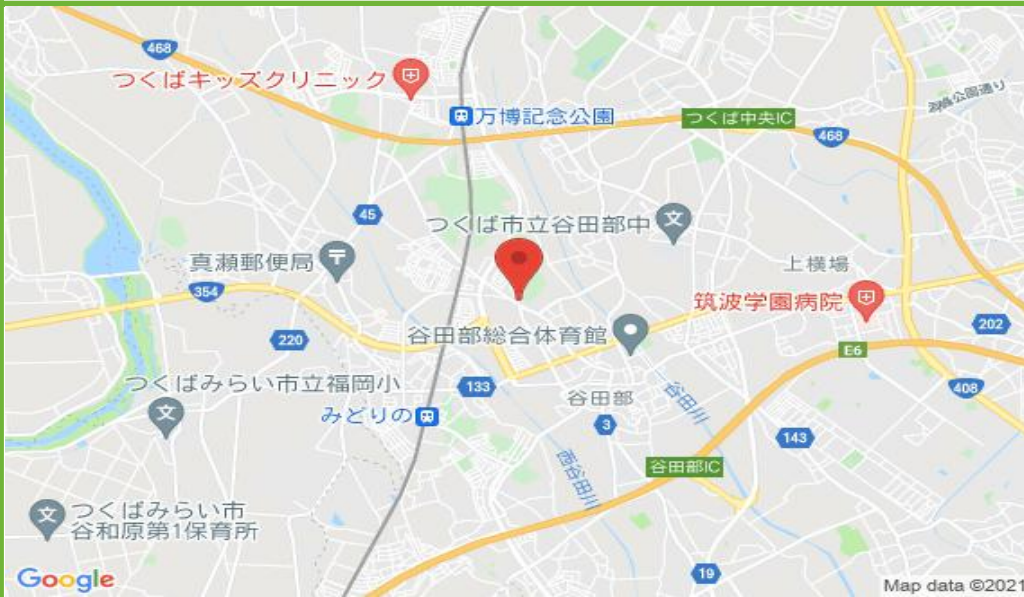 468
つくばキッズクリニック
万博記念公園
つくば中央IC
468
45
つくば市立谷田部中
真瀬郵便局
上横場
354
筑波学園病院
220
谷田部総合体育館
202
E6
つくばみらい市立福岡小
133
谷田部
谷田川
408
みどりの
3
143
西谷田川
谷田部IC
つくばみらい市
谷和原第1保育所
19
Google
Map data ©2021